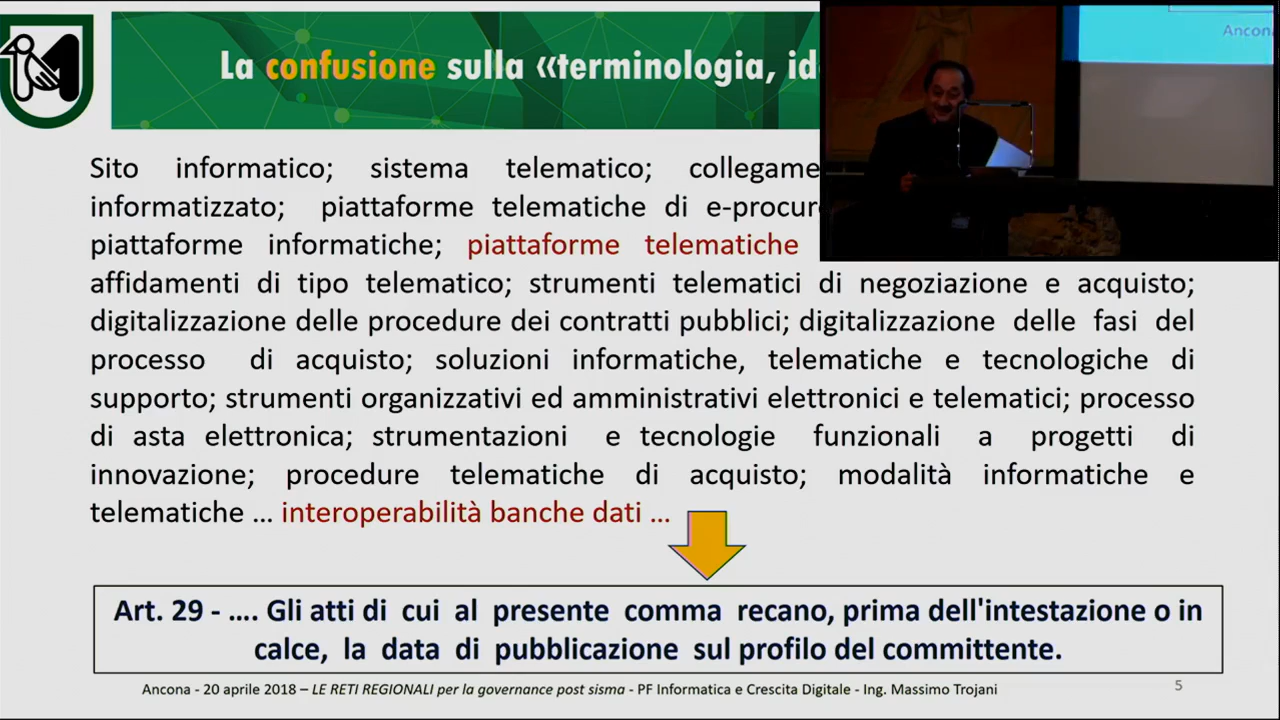 La confusione sulla «terminologia, id
Ancona
Sito informatico; sistema telematico; collegame
informatizzato; piattaforme telematiche di e-procur
piattaforme informatiche; piattaforme telematiche
affidamenti di tipo telematico; strumenti telematici di negoziazione e acquisto;
digitalizzazione delle procedure dei contratti pubblici; digitalizzazione delle fasi del
processo di acquisto; soluzioni informatiche, telematiche e tecnologiche di
supporto; strumenti organizzativi ed amministrativi elettronici e telematici; processo
di asta elettronica; strumentazioni e tecnologie funzionali a progetti di
innovazione; procedure telematiche di acquisto; modalità informatiche e
telematiche ... interoperabilità banche dati ...
Art. 29 - .... Gli atti di cui al presente comma recano, prima dell'intestazione o in
calce, la data di pubblicazione sul profilo del committente.
Ancona - 20 aprile 2018 – LE RETI REGIONALI per la governance post sisma - PF Informatica e Crescita Digitale - Ing. Massimo Trojani
5